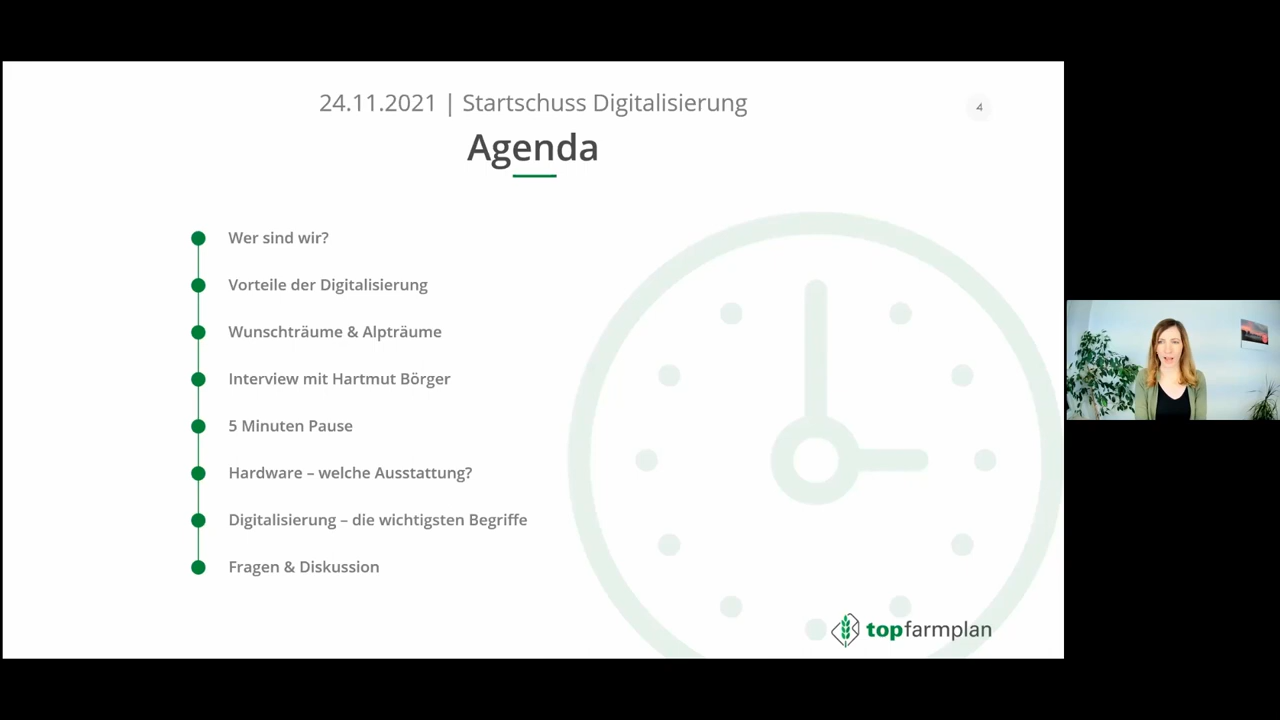 24.11.2021 | Startschuss Digitalisierung
4
Agenda
Wer sind wir?
Vorteile der Digitalisierung
Wunschträume & Alpträume
Interview mit Hartmut Börger
5 Minuten Pause
Hardware – welche Ausstattung?
Digitalisierung – die wichtigsten Begriffe
Fragen & Diskussion
topfarmplan